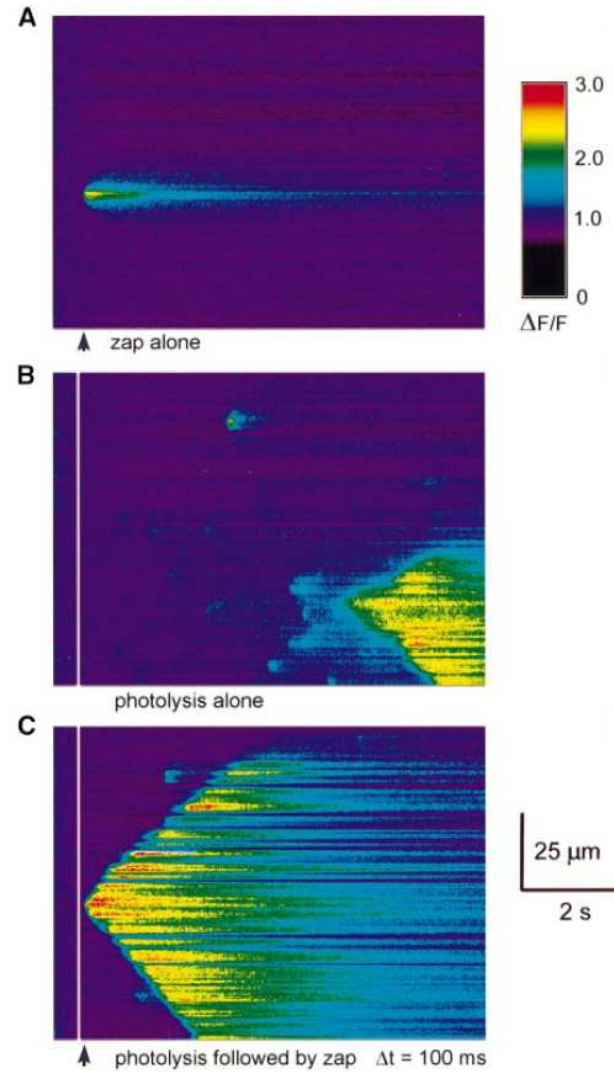 A
3.0
2.0
1.0
0
ΔF/F
zap alone
B
photolysis alone
C
25 µm
2 s
photolysis followed by zap Δt = 100 ms